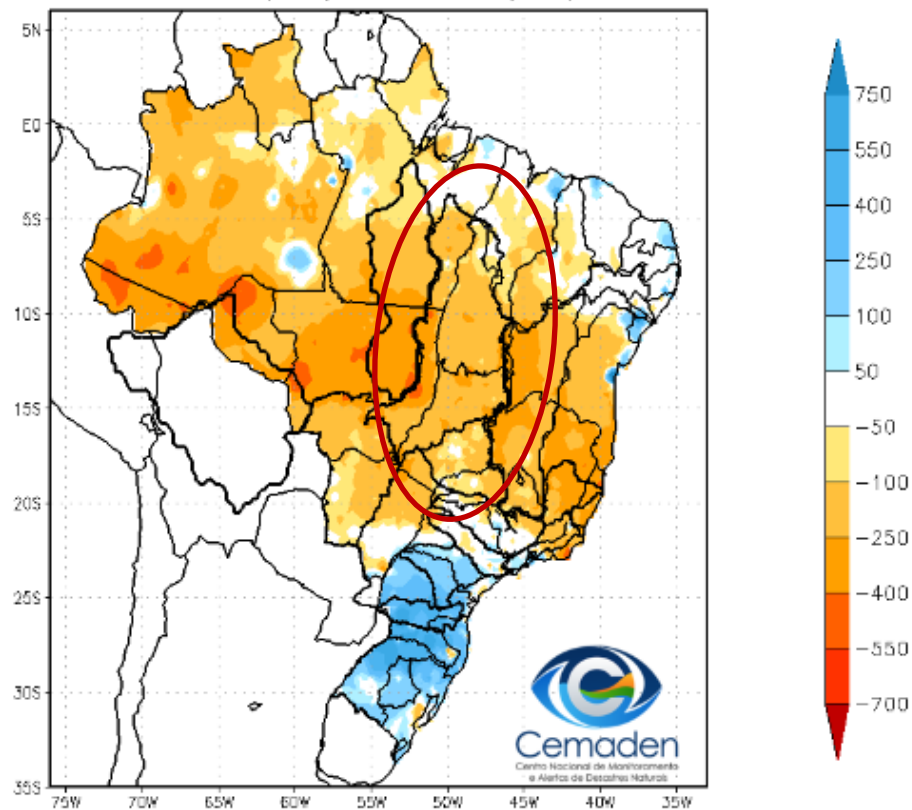 5N
EQ
5S
10S
15S
20S
25S
30S
35S
75W 70W 65W 60W 55W 50W 45W 40W 35W
750
550
400
250
100
50
−50
−100
−250
−400
−550
−700
Cemaden
Centro Nacional de Monitoramento
e Alertas de Desastres Naturais